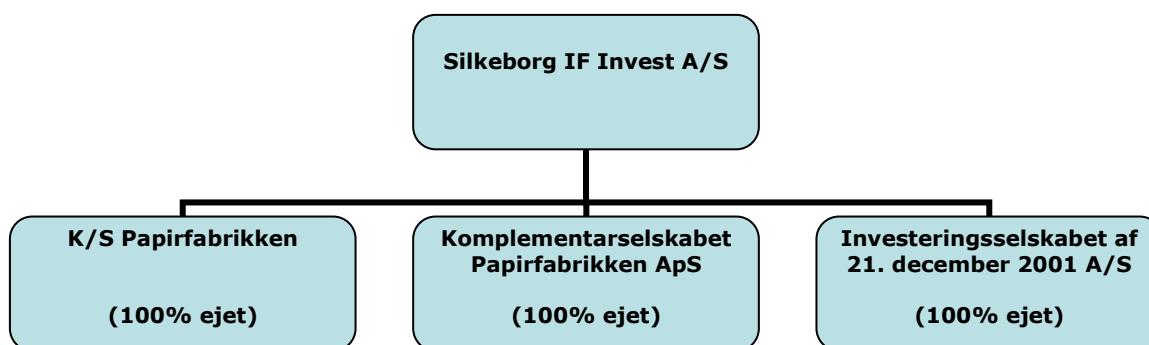 Silkeborg IF Invest A/S
K/S Papirfabrikken
(100% ejet)
Komplementarselskabet
Papirfabrikken ApS
(100% ejet)
Investeringsselskabet af
21. december 2001 A/S
(100% ejet)